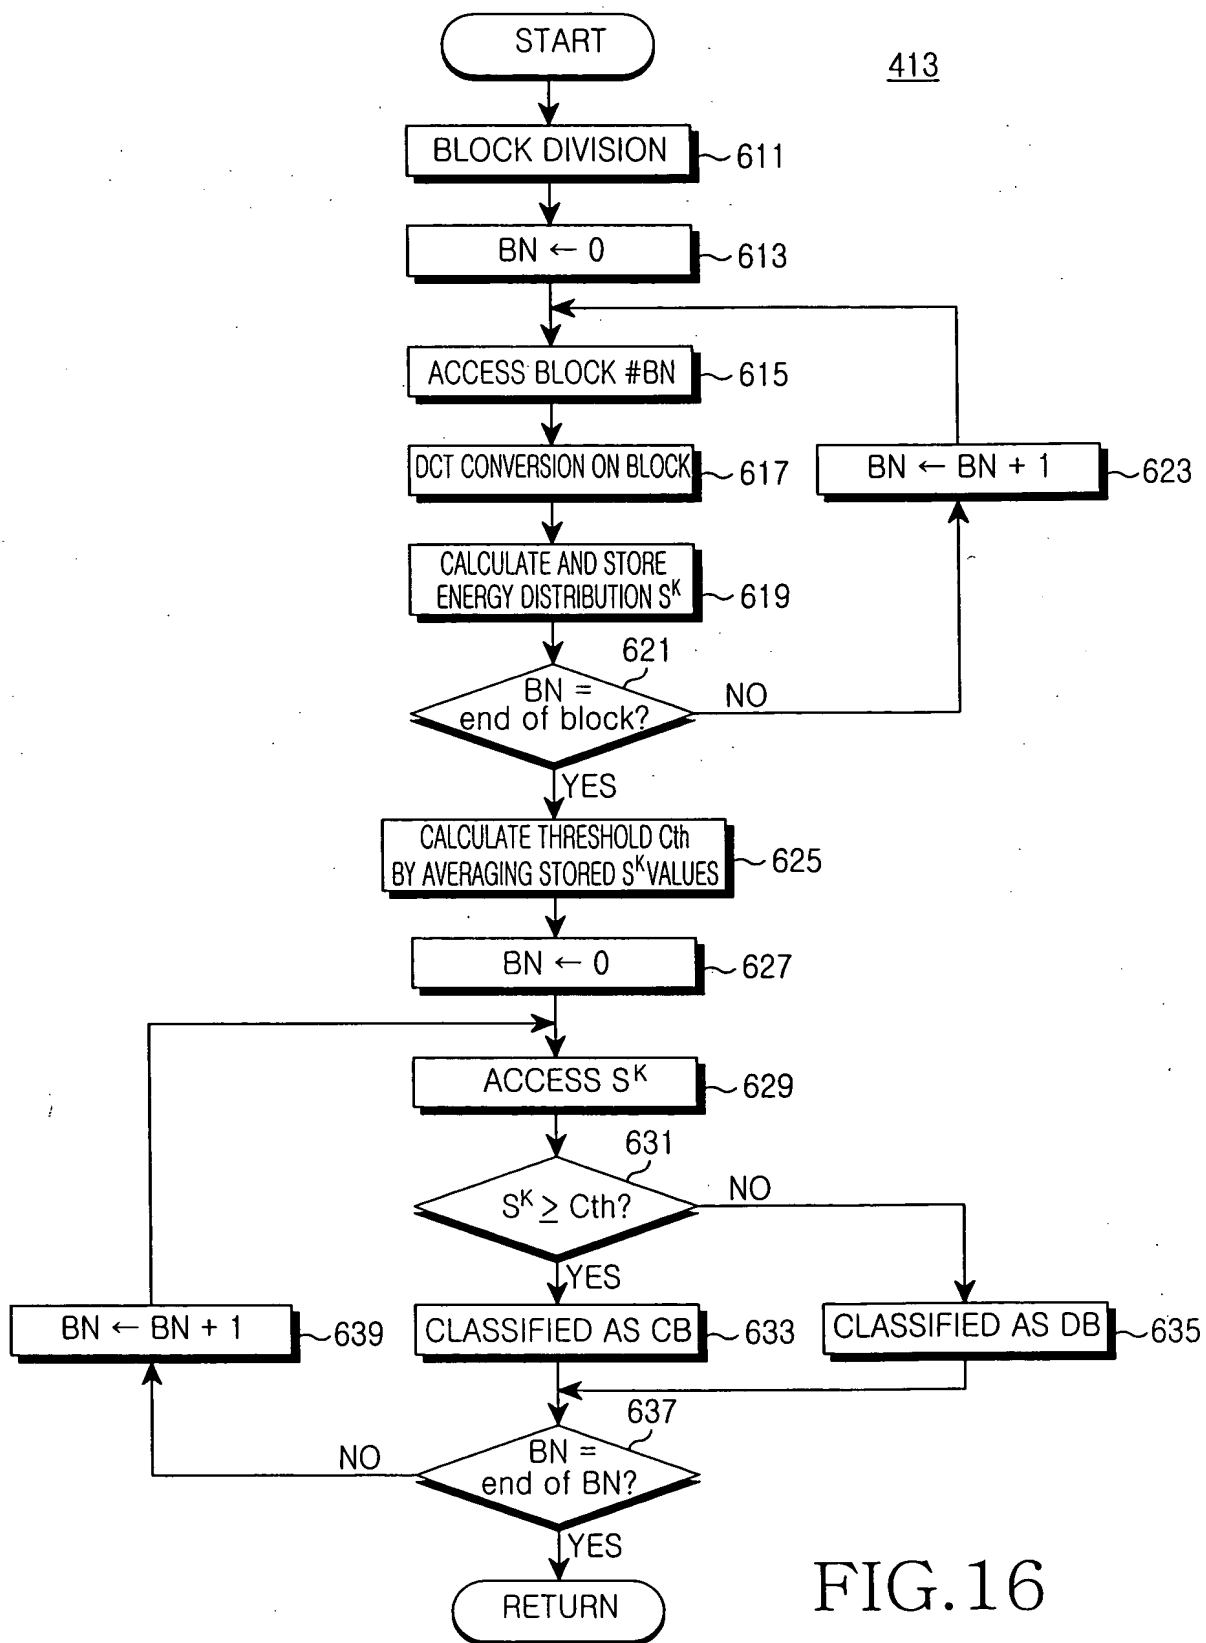 START
413
BLOCK DIVISION
611
BN ← 0
613
ACCESS BLOCK #BN
615
DCT CONVERSION ON BLOCK
617
BN ← BN + 1
623
CALCULATE AND STORE
ENERGY DISTRIBUTION S^K
619
621
BN =
end of block?
NO
YES
CALCULATE THRESHOLD Cth
BY AVERAGING STORED S^K VALUES
625
BN ← 0
627
ACCESS S^K
629
631
S^K ≥ Cth?
NO
YES
BN ← BN + 1
639
CLASSIFIED AS CB
633
CLASSIFIED AS DB
635
637
BN =
end of BN?
NO
YES
RETURN
FIG.16